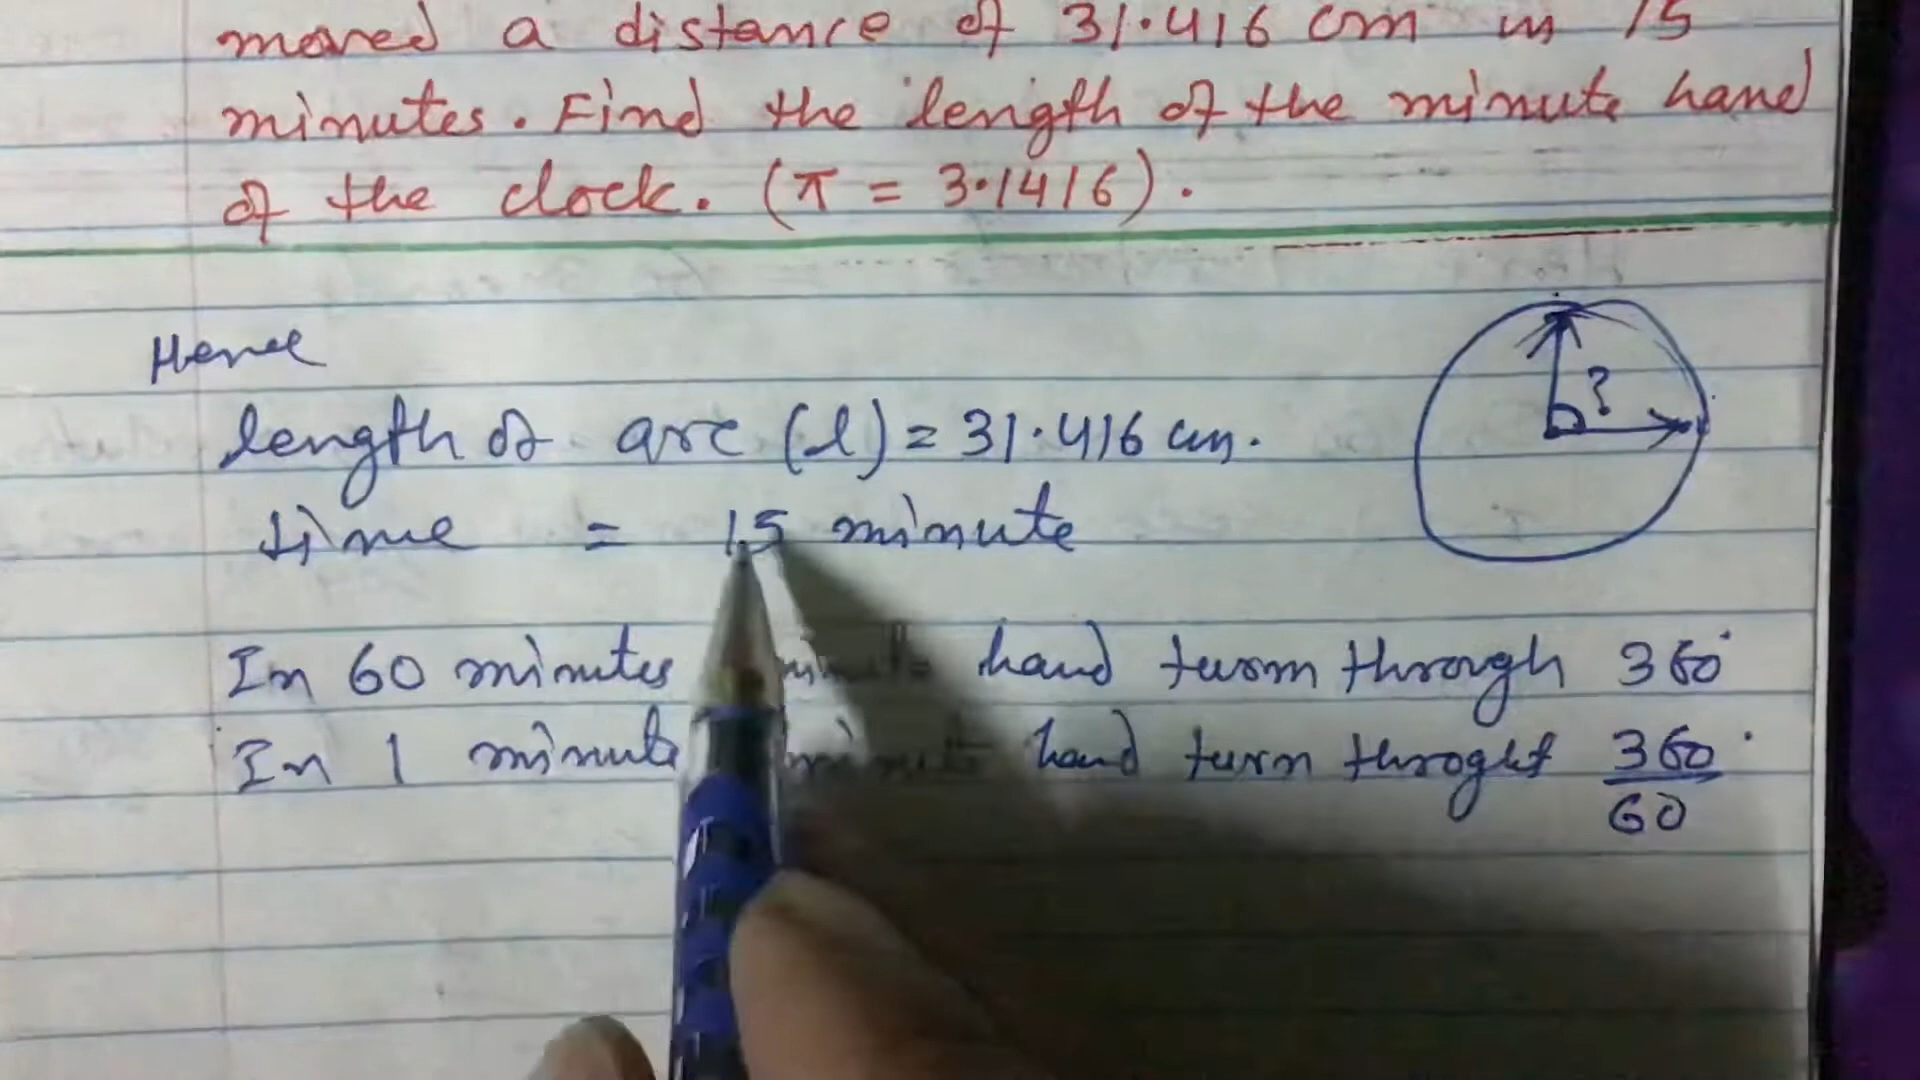 moved a distance of 31.416 cm in 15
minutes. Find the length of the minute hand
of the clock. (π = 3.1416).
Hence
length of arc (l) = 31.416 cm.
?
time = 15 minute
In 60 minutes hand turn through 360°
In 1 minute hand turn throght 360°
60